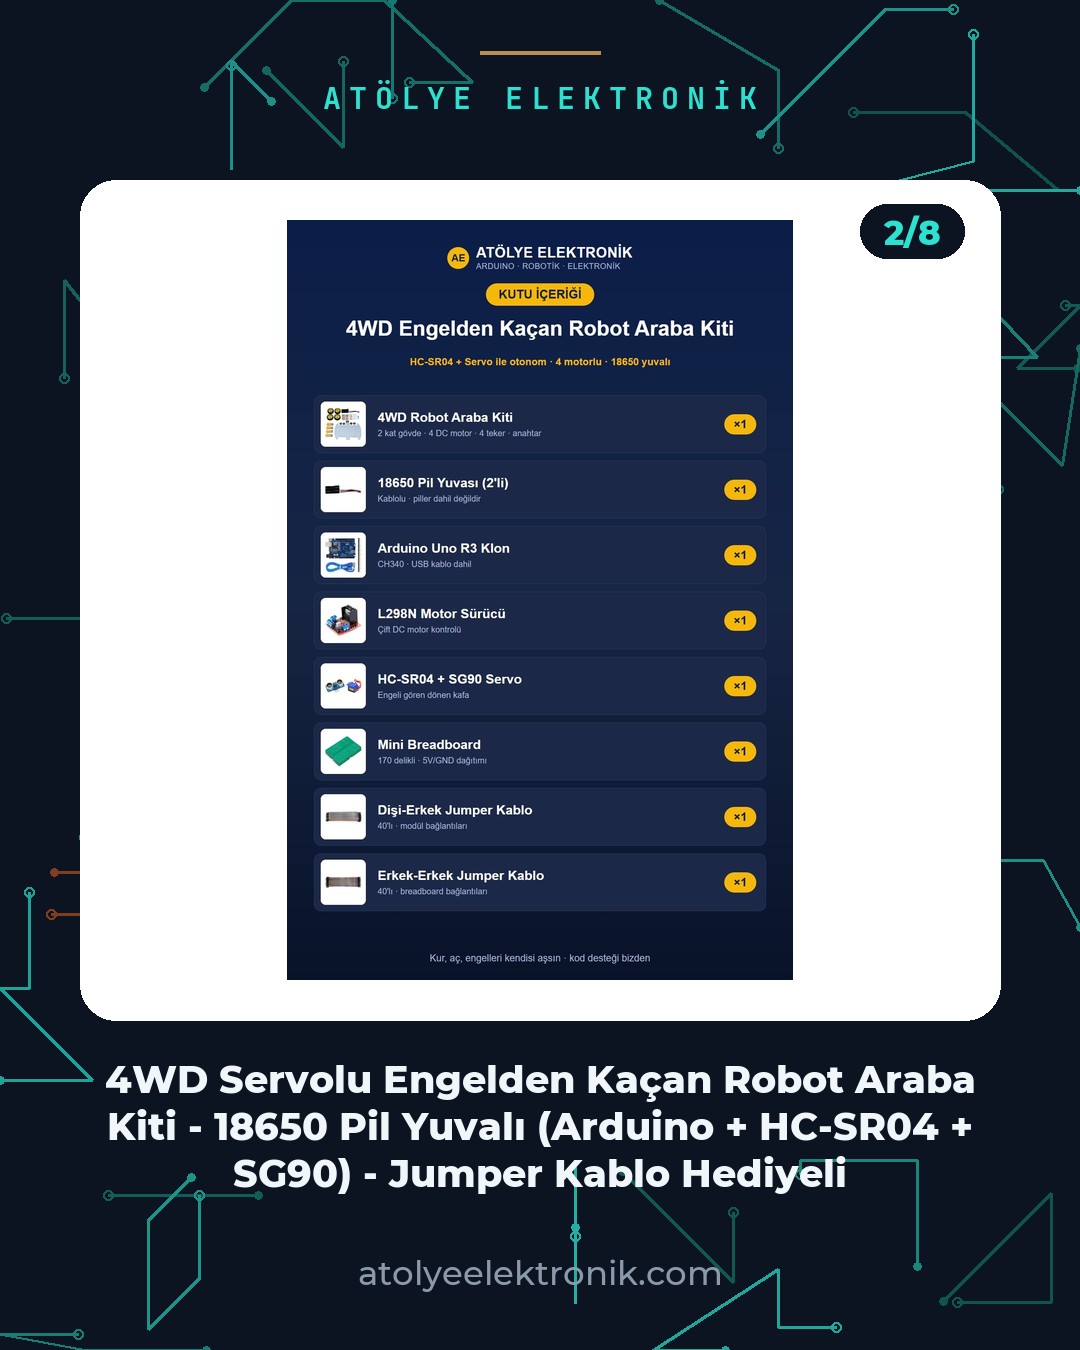 ATÖLYE ELEKTRONİK
2/8
AE
ATÖLYE ELEKTRONİK
ARDUINO · ROBOTİK · ELEKTRONİK
KUTU İÇERİĞİ
4WD Engelden Kaçan Robot Araba Kiti
HC-SR04 + Servo ile otonom · 4 motorlu · 18650 yuvalı
4WD Robot Araba Kiti
2 kat gövde · 4 DC motor · 4 teker · anahtar
×1
18650 Pil Yuvası (2'li)
Kablolu · piller dahil değildir
×1
Arduino Uno R3 Klon
CH340 · USB kablo dahil
×1
L298N Motor Sürücü
Çift DC motor kontrolü
×1
HC-SR04 + SG90 Servo
Engeli gören dönen kafa
×1
Mini Breadboard
170 delikli · 5V/GND dağıtımı
×1
Dişi-Erkek Jumper Kablo
40'lı · modül bağlantıları
×1
Erkek-Erkek Jumper Kablo
40'lı · breadboard bağlantıları
×1
Kur, aç, engelleri kendisi aşsın · kod desteği bizden
4WD Servolu Engelden Kaçan Robot Araba
Kiti - 18650 Pil Yuvalı (Arduino + HC-SR04 +
SG90) - Jumper Kablo Hediyeli
atolyeelektronik.com